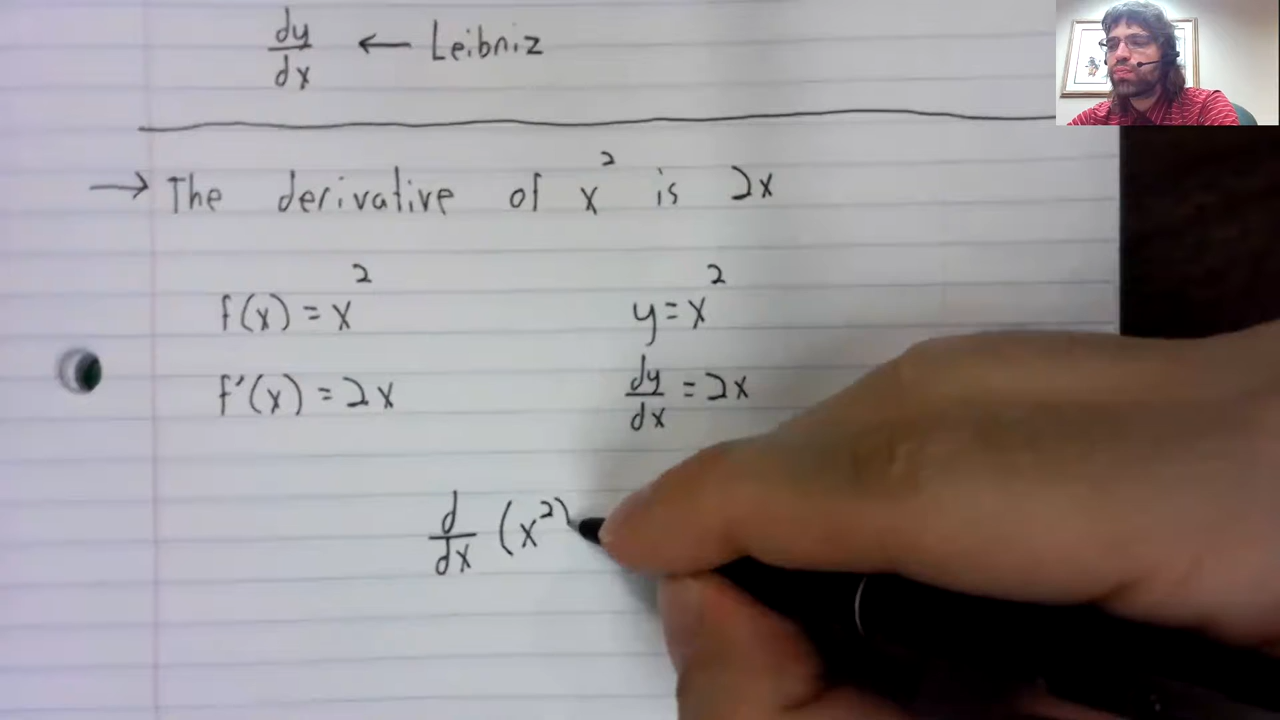 dy/dx ← Leibniz
→ The derivative of x² is 2x
f(x) = x² y = x²
f'(x) = 2x dy/dx = 2x
d/dx (x²)